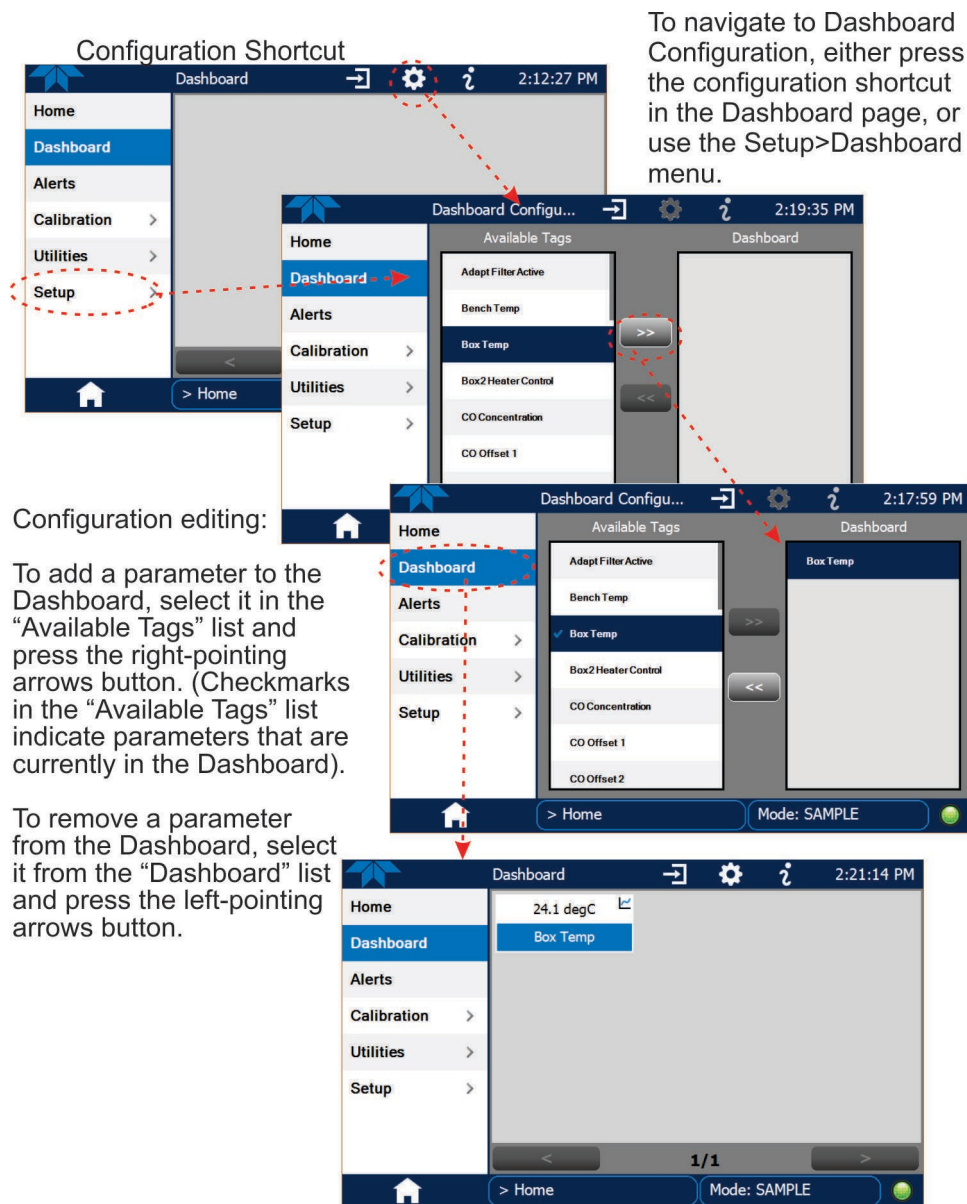 Configuration Shortcut
To navigate to Dashboard
Configuration, either press
the configuration shortcut
in the Dashboard page, or
use the Setup>Dashboard
menu.
Dashboard
2:12:27 PM
Home
Dashboard
Alerts
Calibration >
Utilities >
Setup >
<
> Home
Dashboard Configu...
2:19:35 PM
Home
Dashboard
Alerts
Calibration >
Utilities >
Setup >
Available Tags
Adapt Filter Active
Bench Temp
Box Temp
Box2 Heater Control
CO Concentration
CO Offset 1
>>
<<
Dashboard
Configuration editing:
To add a parameter to the
Dashboard, select it in the
“Available Tags” list and
press the right-pointing
arrows button. (Checkmarks
in the “Available Tags” list
indicate parameters that are
currently in the Dashboard).
To remove a parameter
from the Dashboard, select
it from the “Dashboard” list
and press the left-pointing
arrows button.
Dashboard Configu...
2:17:59 PM
Home
Dashboard
Alerts
Calibration >
Utilities >
Setup >
Available Tags
Adapt Filter Active
Bench Temp
Box Temp
Box2 Heater Control
CO Concentration
CO Offset 1
CO Offset 2
>>
<<
Dashboard
Box Temp
> Home
Mode: SAMPLE
Dashboard
2:21:14 PM
Home
Dashboard
Alerts
Calibration >
Utilities >
Setup >
24.1 degC
Box Temp
<
1/1
>
> Home
Mode: SAMPLE